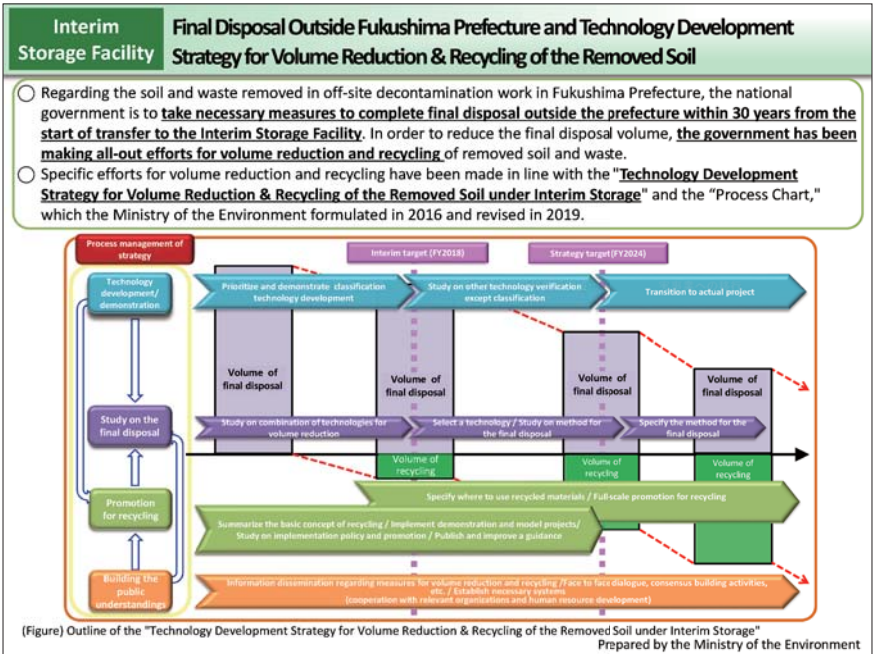 Interim
Storage Facility
Final Disposal Outside Fukushima Prefecture and Technology Development
Strategy for Volume Reduction & Recycling of the Removed Soil
○ Regarding the soil and waste removed in off-site decontamination work in Fukushima Prefecture, the national
government is to take necessary measures to complete final disposal outside the prefecture within 30 years from the
start of transfer to the Interim Storage Facility. In order to reduce the final disposal volume, the government has been
making all-out efforts for volume reduction and recycling of removed soil and waste.
○ Specific efforts for volume reduction and recycling have been made in line with the "Technology Development
Strategy for Volume Reduction & Recycling of the Removed Soil under Interim Storage" and the “Process Chart,"
which the Ministry of the Environment formulated in 2016 and revised in 2019.
Process management of
strategy
Interim target(FY2018)
Strategy target(FY2024)
Technology
development/
demonstration
Prioritize and demonstrate classification
technology development
Study on other technology verification
except classification
Transition to actual project
Volume of
final disposal
Volume of
final disposal
Volume of
final disposal
Volume of
final disposal
Study on the
final disposal
Study on combination of technologies for
volume reduction
Select a technology / Study on method for
the final disposal
Specify the method for the
final disposal
Volume of
recycling
Volume of
recycling
Volume of
recycling
Promotion
for recycling
Specify where to use recycled materials / Full-scale promotion for recycling
Summarize the basic concept of recycling / Implement demonstration and model projects/
Study on implementation policy and promotion / Publish and improve a guidance
Building the
public
understandings
Information dissemination regarding measures for volume reduction and recycling /Face to face dialogue, consensus building activities,
etc. / Establish necessary systems
(cooperation with relevant organizations and human resource development)
(Figure) Outline of the "Technology Development Strategy for Volume Reduction & Recycling of the Removed Soil under Interim Storage"
Prepared by the Ministry of the Environment